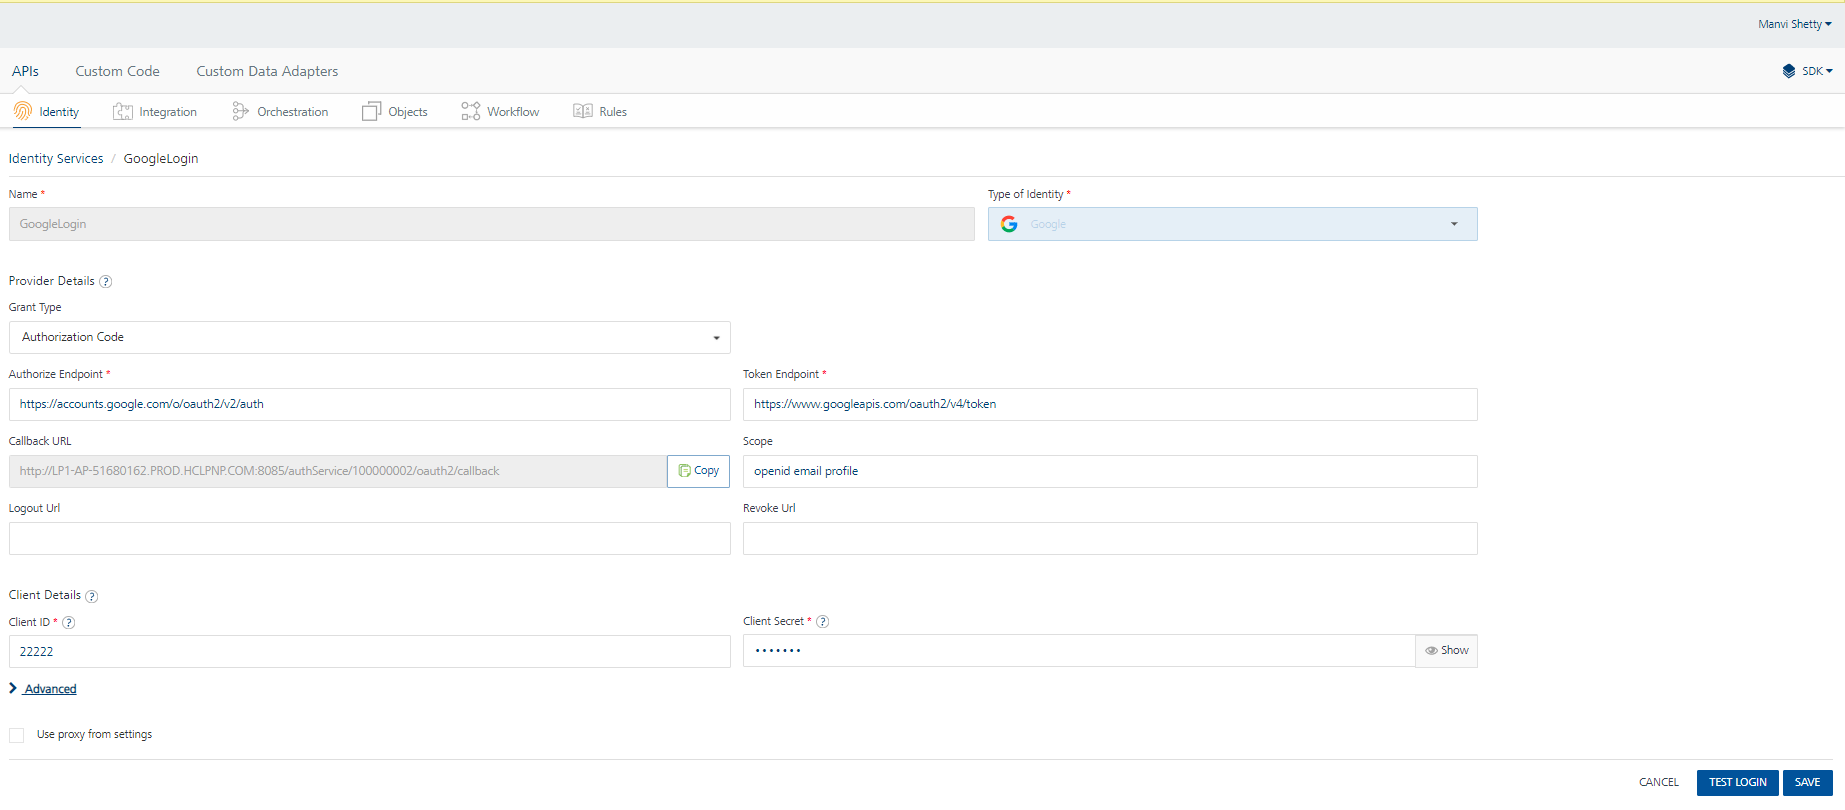 Manvi Shetty
APIs Custom Code Custom Data Adapters SDK
Identity Integration Orchestration Objects Workflow Rules
Identity Services / GoogleLogin
Name * Type of Identity *
GoogleLogin Google
Provider Details ?
Grant Type
Authorization Code
Authorize Endpoint * Token Endpoint *
https://accounts.google.com/o/oauth2/v2/auth https://www.googleapis.com/oauth2/v4/token
Callback URL Scope
http://LP1-AP-51680162.PROD.HCLPNP.COM:8085/authService/100000002/oauth2/callback Copy openid email profile
Logout Url Revoke Url
Client Details ?
Client ID * ? Client Secret * ?
22222 ••••••• Show
Advanced
Use proxy from settings
CANCEL TEST LOGIN SAVE